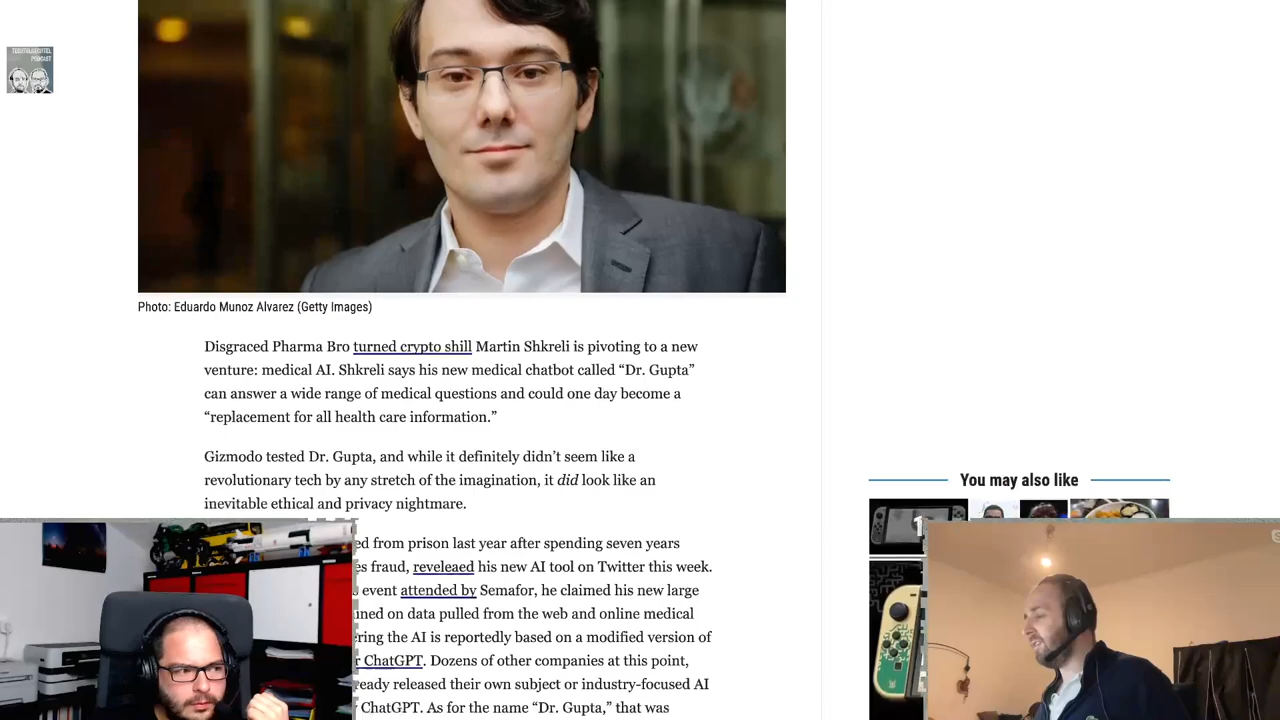 TECHTELMECHTEL
PODCAST
Photo: Eduardo Munoz Alvarez (Getty Images)
Disgraced Pharma Bro turned crypto shill Martin Shkreli is pivoting to a new
venture: medical AI. Shkreli says his new medical chatbot called “Dr. Gupta”
can answer a wide range of medical questions and could one day become a
“replacement for all health care information.”
Gizmodo tested Dr. Gupta, and while it definitely didn’t seem like a
revolutionary tech by any stretch of the imagination, it did look like an
inevitable ethical and privacy nightmare.
ed from prison last year after spending seven years
es fraud, reveleaed his new AI tool on Twitter this week.
event attended by Semafor, he claimed his new large
ned on data pulled from the web and online medical
ering the AI is reportedly based on a modified version of
r ChatGPT. Dozens of other companies at this point,
eady released their own subject or industry-focused AI
ChatGPT. As for the name “Dr. Gupta,” that was
You may also like